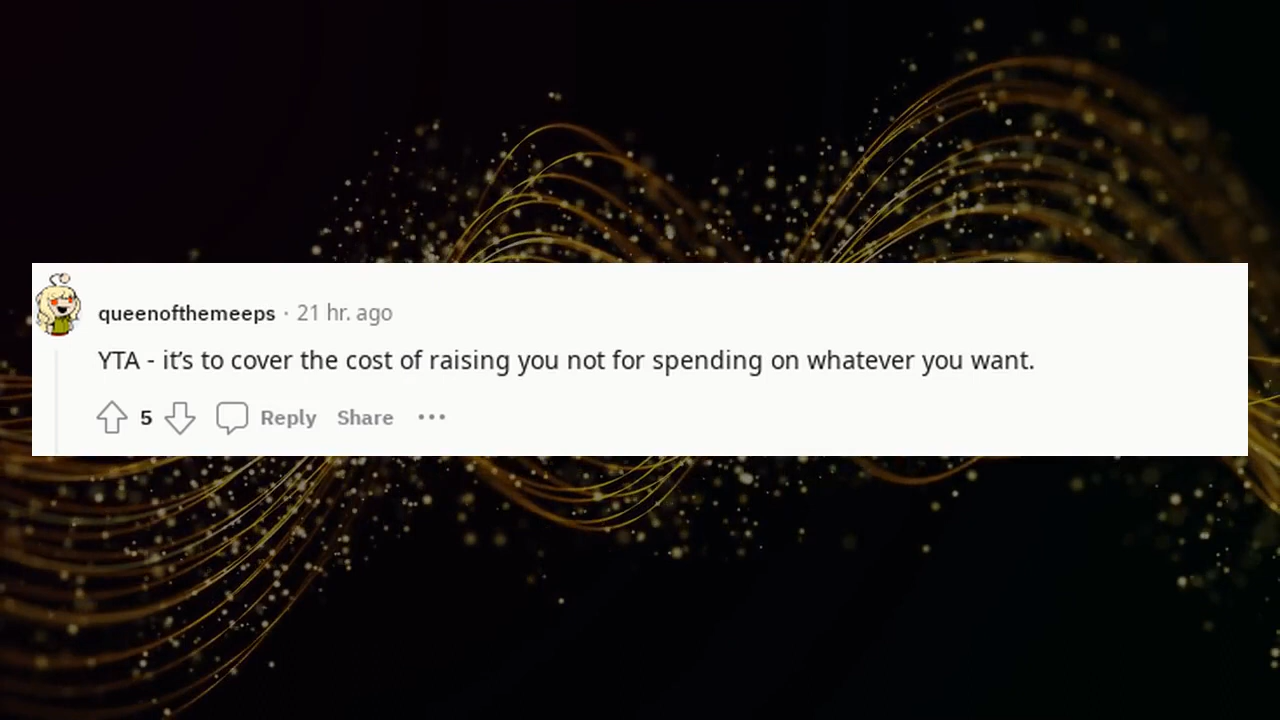 queenofthemeeps · 21 hr. ago
YTA - it’s to cover the cost of raising you not for spending on whatever you want.
5 Reply Share ···